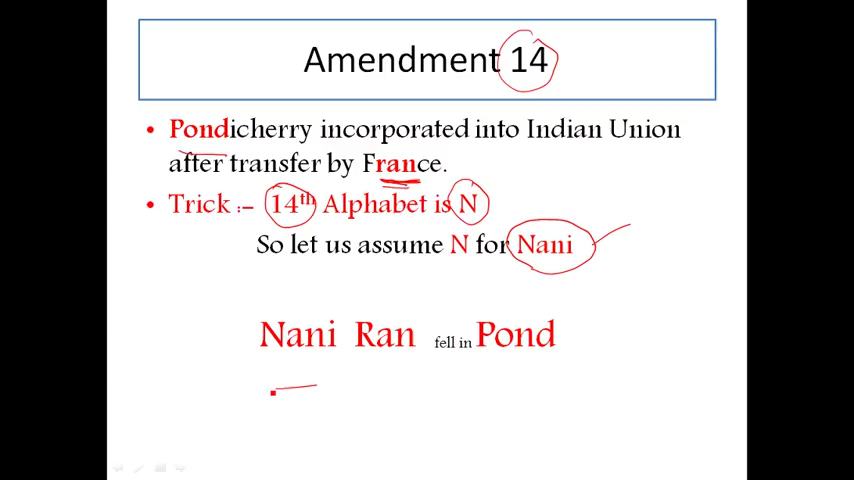 Amendment 14
• Pondicherry incorporated into Indian Union
after transfer by France.
• Trick :- 14th Alphabet is N
So let us assume N for Nani
Nani Ran fell in Pond